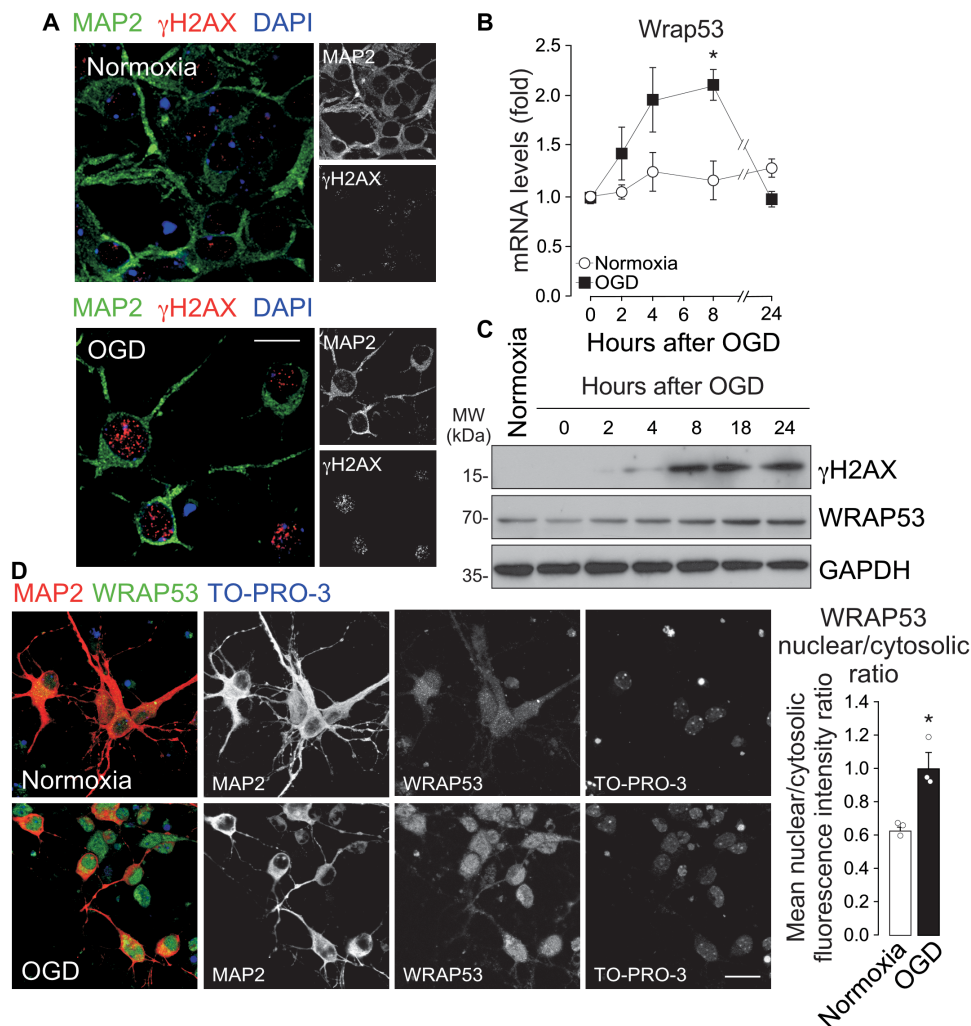 A MAP2 γH2AX DAPI
Normoxia
MAP2
γH2AX
MAP2 γH2AX DAPI
OGD
MAP2
γH2AX
B
Wrap53
mRNA levels (fold)
2.5
2.0
1.5
1.0
0.5
0.0
*
Normoxia
OGD
0 2 4 6 8 24
Hours after OGD
C
Normoxia
Hours after OGD
MW
(kDa)
0 2 4 8 18 24
15- γH2AX
70- WRAP53
35- GAPDH
D
MAP2 WRAP53 TO-PRO-3
Normoxia
MAP2
WRAP53
TO-PRO-3
OGD
MAP2
WRAP53
TO-PRO-3
WRAP53
nuclear/cytosolic
ratio
Mean nuclear/cytosolic
fluorescence intensity ratio
1.4
1.2
1.0
0.8
0.6
0.4
0.2
0.0
*
Normoxia
OGD